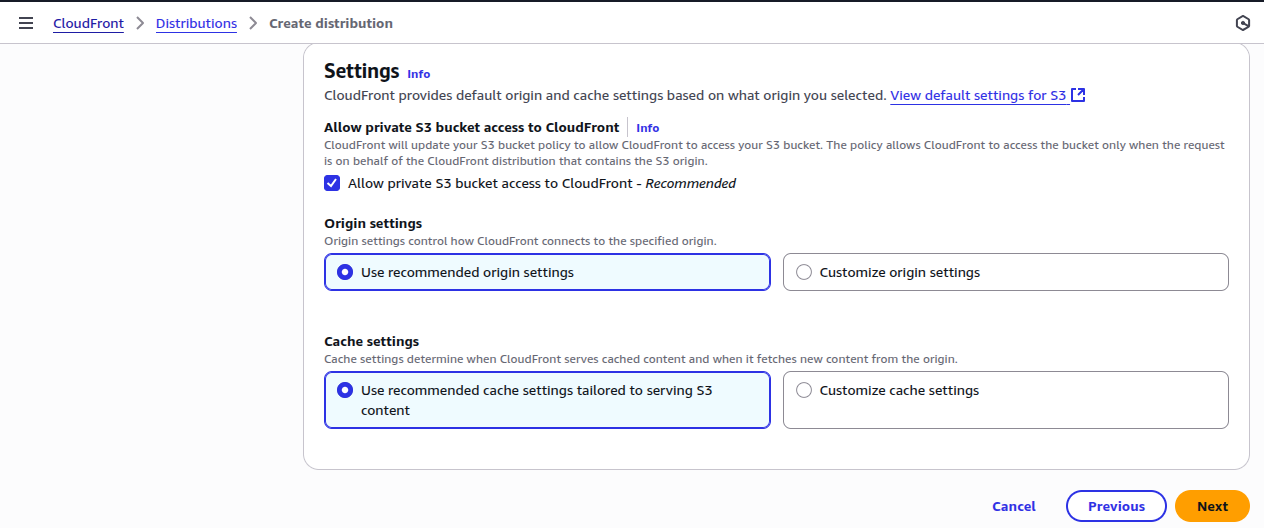 CloudFront > Distributions > Create distribution
Settings Info
CloudFront provides default origin and cache settings based on what origin you selected. View default settings for S3
Allow private S3 bucket access to CloudFront Info
CloudFront will update your S3 bucket policy to allow CloudFront to access your S3 bucket. The policy allows CloudFront to access the bucket only when the request
is on behalf of the CloudFront distribution that contains the S3 origin.
Allow private S3 bucket access to CloudFront - Recommended
Origin settings
Origin settings control how CloudFront connects to the specified origin.
Use recommended origin settings
Customize origin settings
Cache settings
Cache settings determine when CloudFront serves cached content and when it fetches new content from the origin.
Use recommended cache settings tailored to serving S3
content
Customize cache settings
Cancel Previous Next